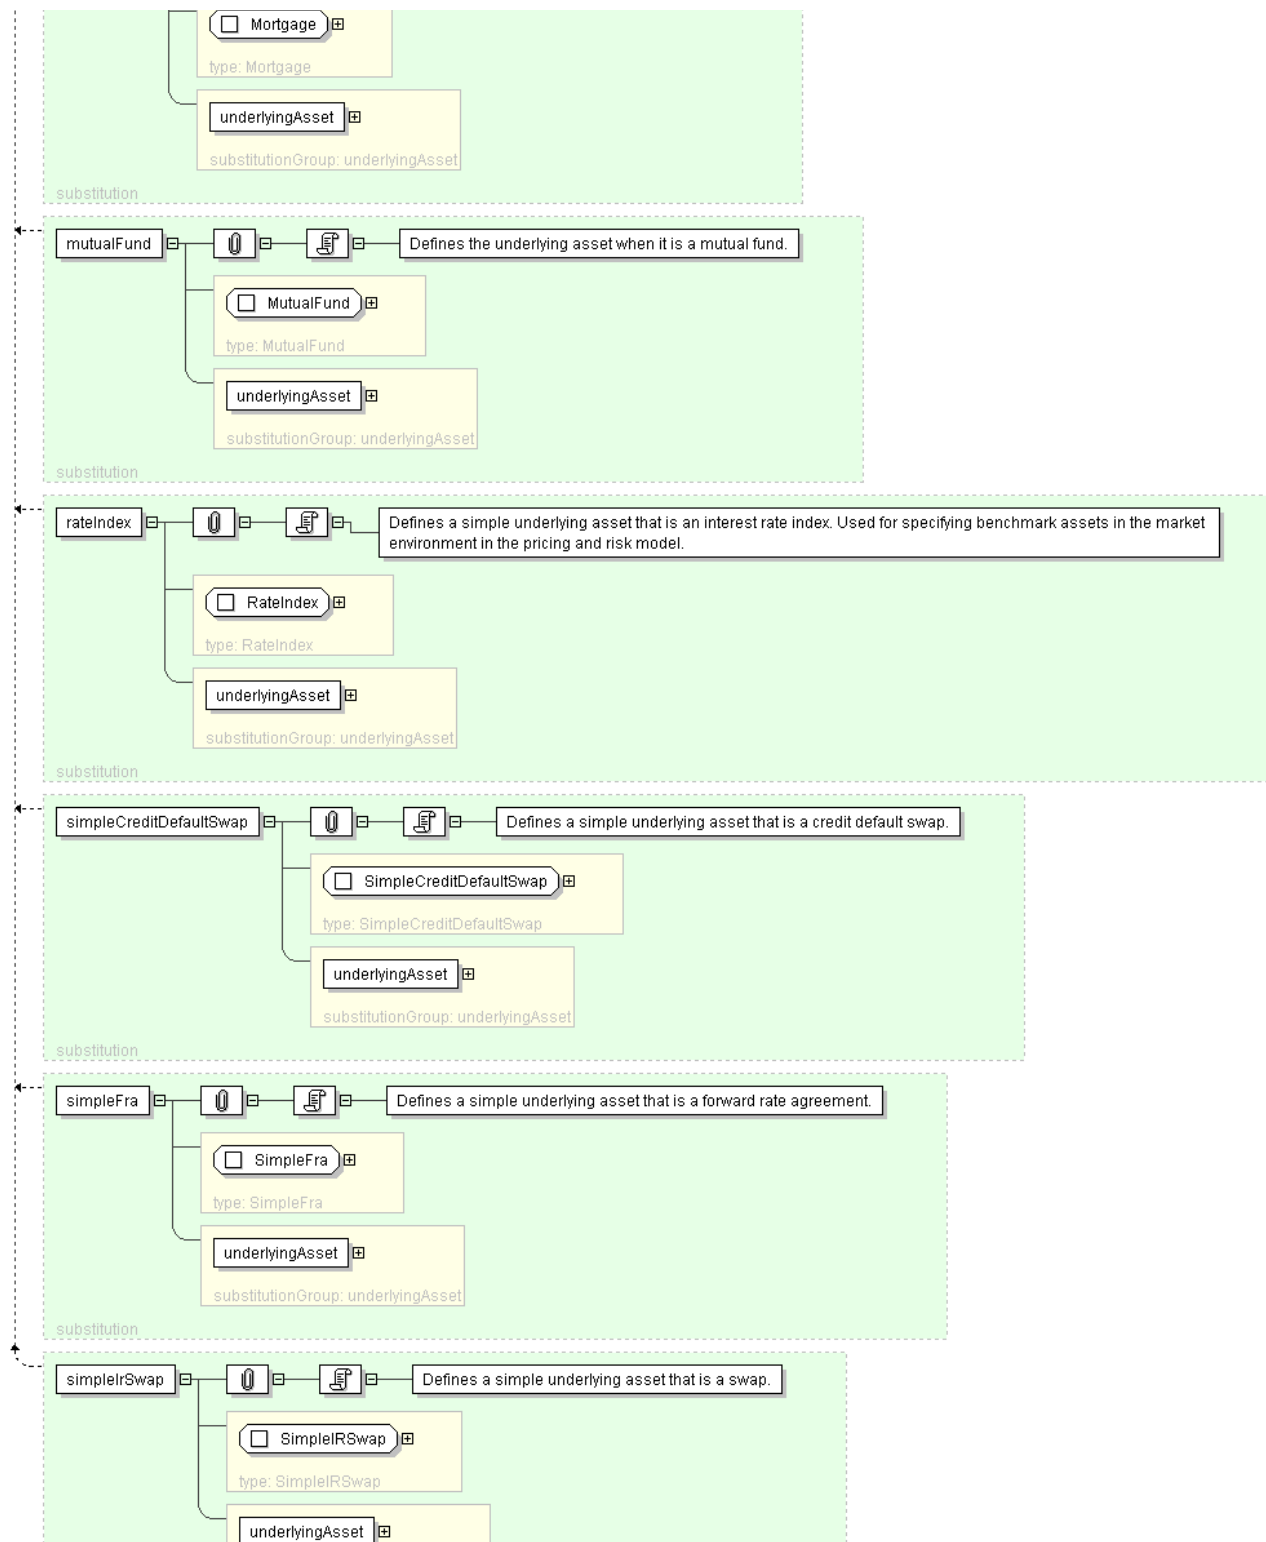 Mortgage
type: Mortgage
underlyingAsset
substitutionGroup: underlyingAsset
substitution
mutualFund
Defines the underlying asset when it is a mutual fund.
MutualFund
type: MutualFund
underlyingAsset
substitutionGroup: underlyingAsset
substitution
rateIndex
Defines a simple underlying asset that is an interest rate index. Used for specifying benchmark assets in the market
environment in the pricing and risk model.
RateIndex
type: RateIndex
underlyingAsset
substitutionGroup: underlyingAsset
substitution
simpleCreditDefaultSwap
Defines a simple underlying asset that is a credit default swap.
SimpleCreditDefaultSwap
type: SimpleCreditDefaultSwap
underlyingAsset
substitutionGroup: underlyingAsset
substitution
simpleFra
Defines a simple underlying asset that is a forward rate agreement.
SimpleFra
type: SimpleFra
underlyingAsset
substitutionGroup: underlyingAsset
substitution
simpleIrSwap
Defines a simple underlying asset that is a swap.
SimpleIRSwap
type: SimpleIRSwap
underlyingAsset